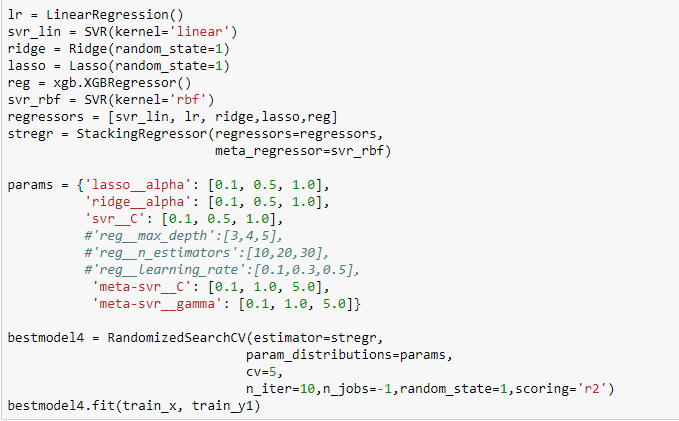 lr = LinearRegression()
svr_lin = SVR(kernel='linear')
ridge = Ridge(random_state=1)
lasso = Lasso(random_state=1)
reg = xgb.XGBRegressor()
svr_rbf = SVR(kernel='rbf')
regressors = [svr_lin, lr, ridge,lasso,reg]
stregr = StackingRegressor(regressors=regressors,
                           meta_regressor=svr_rbf)

params = {'lasso__alpha': [0.1, 0.5, 1.0],
          'ridge__alpha': [0.1, 0.5, 1.0],
          'svr__C': [0.1, 0.5, 1.0],
          #'reg__max_depth':[3,4,5],
          #'reg__n_estimators':[10,20,30],
          #'reg__learning_rate':[0.1,0.3,0.5],
           'meta-svr__C': [0.1, 1.0, 5.0],
           'meta-svr__gamma': [0.1, 1.0, 5.0]}

bestmodel4 = RandomizedSearchCV(estimator=stregr,
                               param_distributions=params,
                               cv=5,
                               n_iter=10,n_jobs=-1,random_state=1,scoring='r2')
bestmodel4.fit(train_x, train_y1)